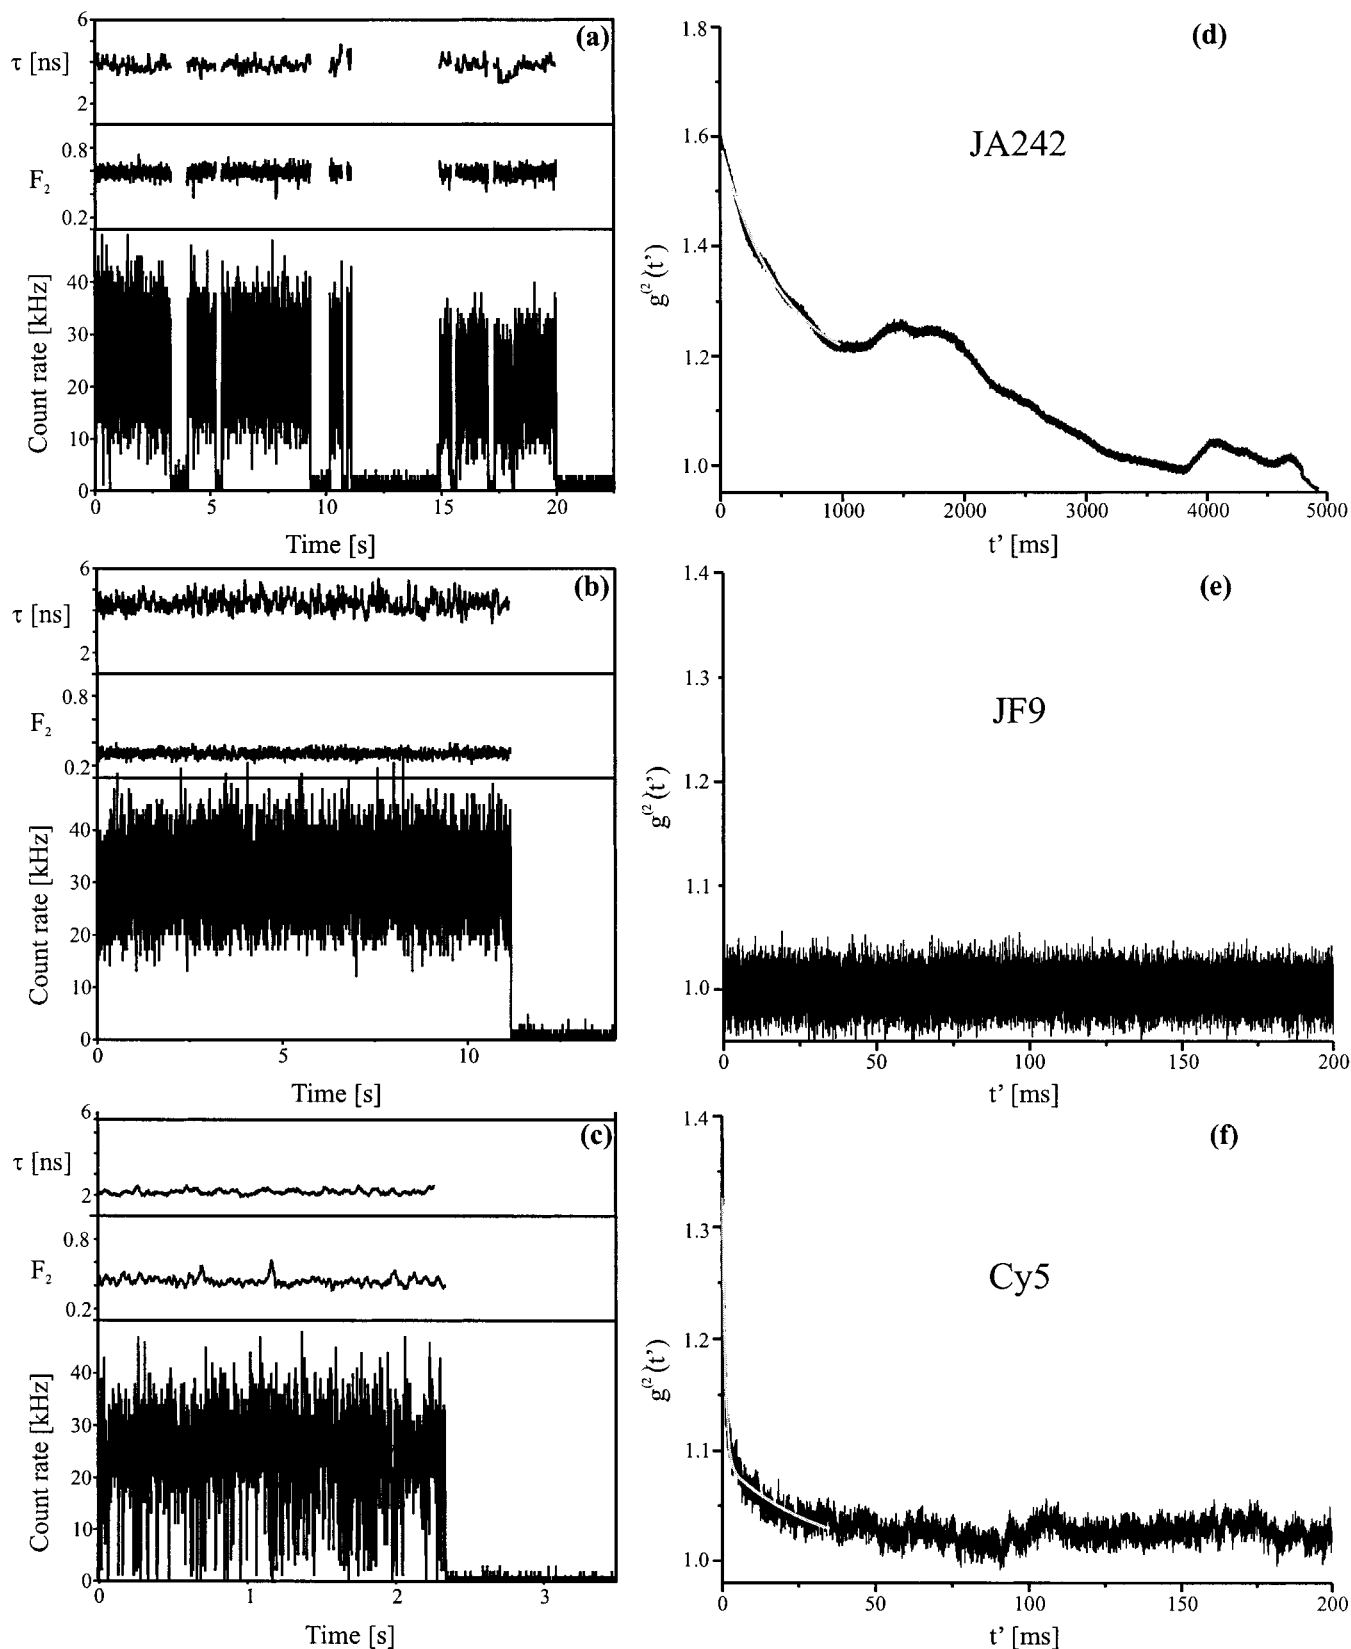 (a)
6
τ [ns]
2
0.8
F₂
0.2
Count rate [kHz]
40
30
20
10
0
0 5 10 15 20
Time [s]
(d)
JA242
g⁽²(t’)
1.8
1.6
1.4
1.2
1.0
0 1000 2000 3000 4000 5000
t’ [ms]
(b)
6
τ [ns]
2
0.8
F₂
0.2
Count rate [kHz]
40
30
20
10
0
0 5 10
Time [s]
(e)
JF9
g⁽²(t’)
1.4
1.3
1.2
1.1
1.0
0 50 100 150 200
t’ [ms]
(c)
6
τ [ns]
2
0.8
F₂
0.2
Count rate [kHz]
40
30
20
10
0
0 1 2 3
Time [s]
(f)
Cy5
g⁽²(t’)
1.4
1.3
1.2
1.1
1.0
0 50 100 150 200
t’ [ms]